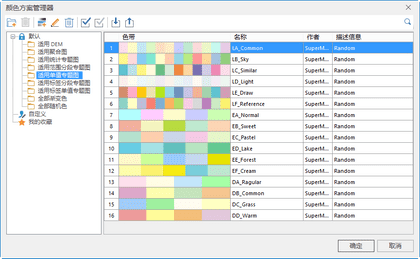 颜色方案管理器
默认
适用 DEM
适用聚合图
适用统计专题图
适用范围分段专题图
适用单值专题图
适用标签分段专题图
适用标签单值专题图
全部渐变色
全部随机色
自定义
我的收藏
色带 名称 作者 描述信息
1 LA_Common SuperM... Random
2 LB_Sky SuperM... Random
3 LC_Similar SuperM... Random
4 LD_Light SuperM... Random
5 LE_Draw SuperM... Random
6 LF_Reference SuperM... Random
7 EA_Normal SuperM... Random
8 EB_Sweet SuperM... Random
9 EC_Pastel SuperM... Random
10 ED_Lake SuperM... Random
11 EE_Forest SuperM... Random
12 EF_Cream SuperM... Random
13 DA_Ragular SuperM... Random
14 DB_Common SuperM... Random
15 DC_Grass SuperM... Random
16 DD_Warm SuperM... Random
确定 取消